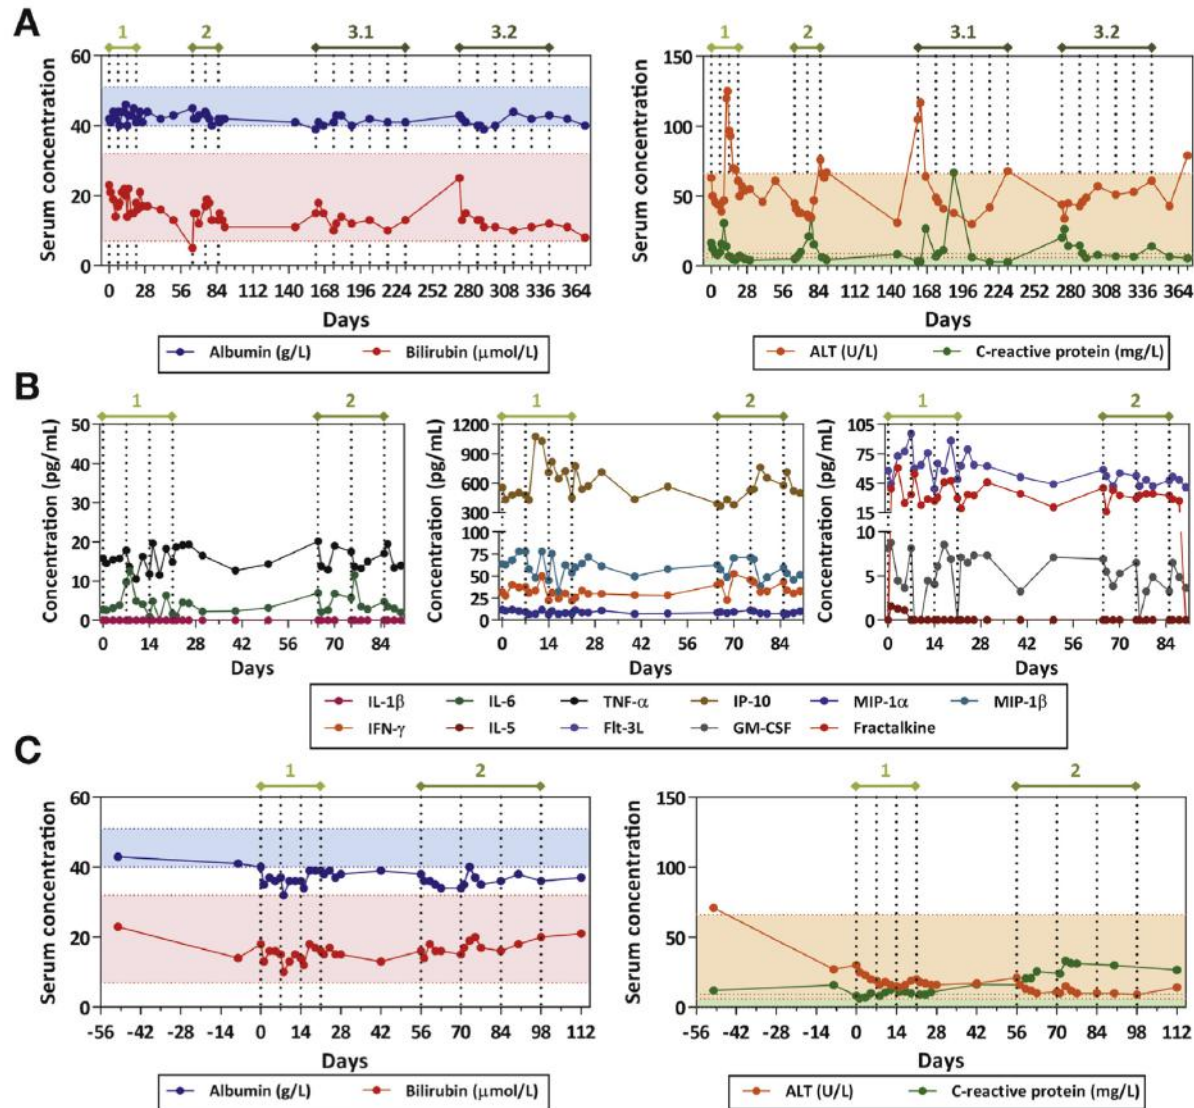 A
1 2 3.1 3.2
60
40
20
0
Serum concentration
0 28 56 84 112 140 168 196 224 252 280 308 336 364
Days
Albumin (g/L) Bilirubin (μmol/L)
1 2 3.1 3.2
150
100
50
0
Serum concentration
0 28 56 84 112 140 168 196 224 252 280 308 336 364
Days
ALT (U/L) C-reactive protein (mg/L)
B
1 2
50
40
30
20
10
0
Concentration (pg/mL)
0 14 28 42 56 70 84
Days
1 2
1200
900
600
300
100
75
50
25
0
Concentration (pg/mL)
0 14 28 42 56 70 84
Days
1 2
105
75
45
15
10
5
0
Concentration (pg/mL)
0 14 28 42 56 70 84
Days
IL-1β IL-6 TNF-α IP-10 MIP-1α MIP-1β
IFN-γ IL-5 Flt-3L GM-CSF Fractalkine
C
1 2
60
40
20
0
Serum concentration
-56 -42 -28 -14 0 14 28 42 56 70 84 98 112
Days
Albumin (g/L) Bilirubin (μmol/L)
1 2
150
100
50
0
Serum concentration
-56 -42 -28 -14 0 14 28 42 56 70 84 98 112
Days
ALT (U/L) C-reactive protein (mg/L)